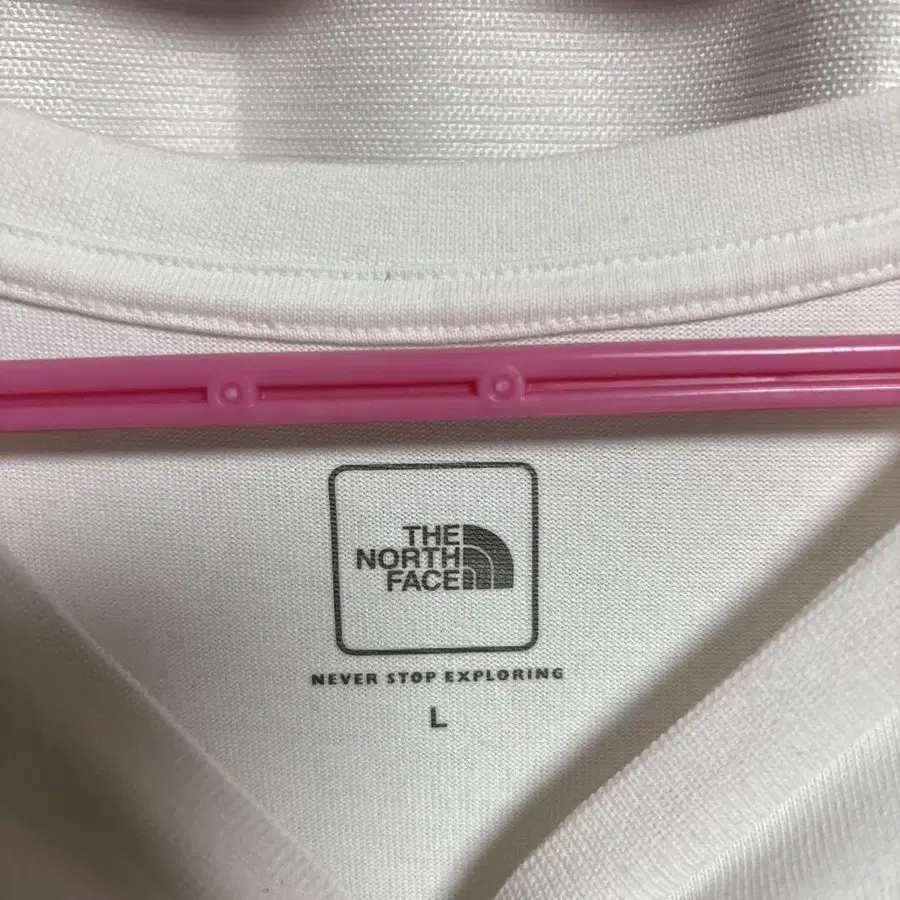 THE
NORTH
FACE
NEVER STOP EXPLORING
L